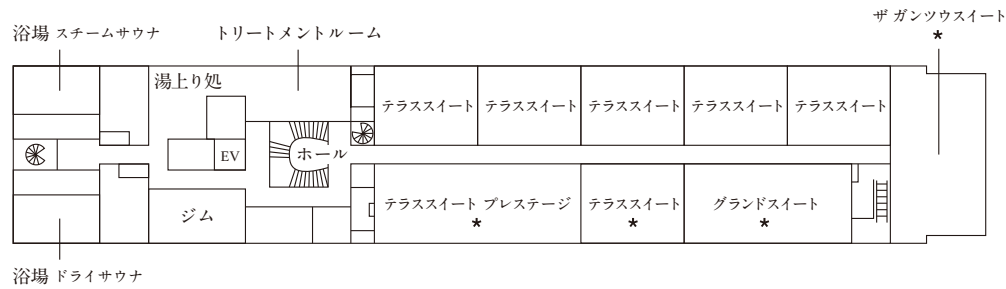 ザ ガンツウスイート
*
浴場 スチームサウナ
トリートメントルーム
湯上り処
テラススイート
テラススイート
テラススイート
テラススイート
テラススイート
EV
ホール
ジム
テラススイート プレステージ
*
テラススイート
*
グランドスイート
*
浴場 ドライサウナ